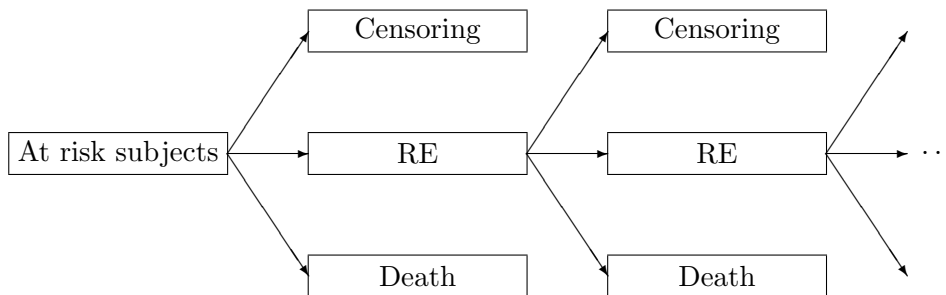 Censoring
Censoring
At risk subjects
RE
RE
. .
Death
Death